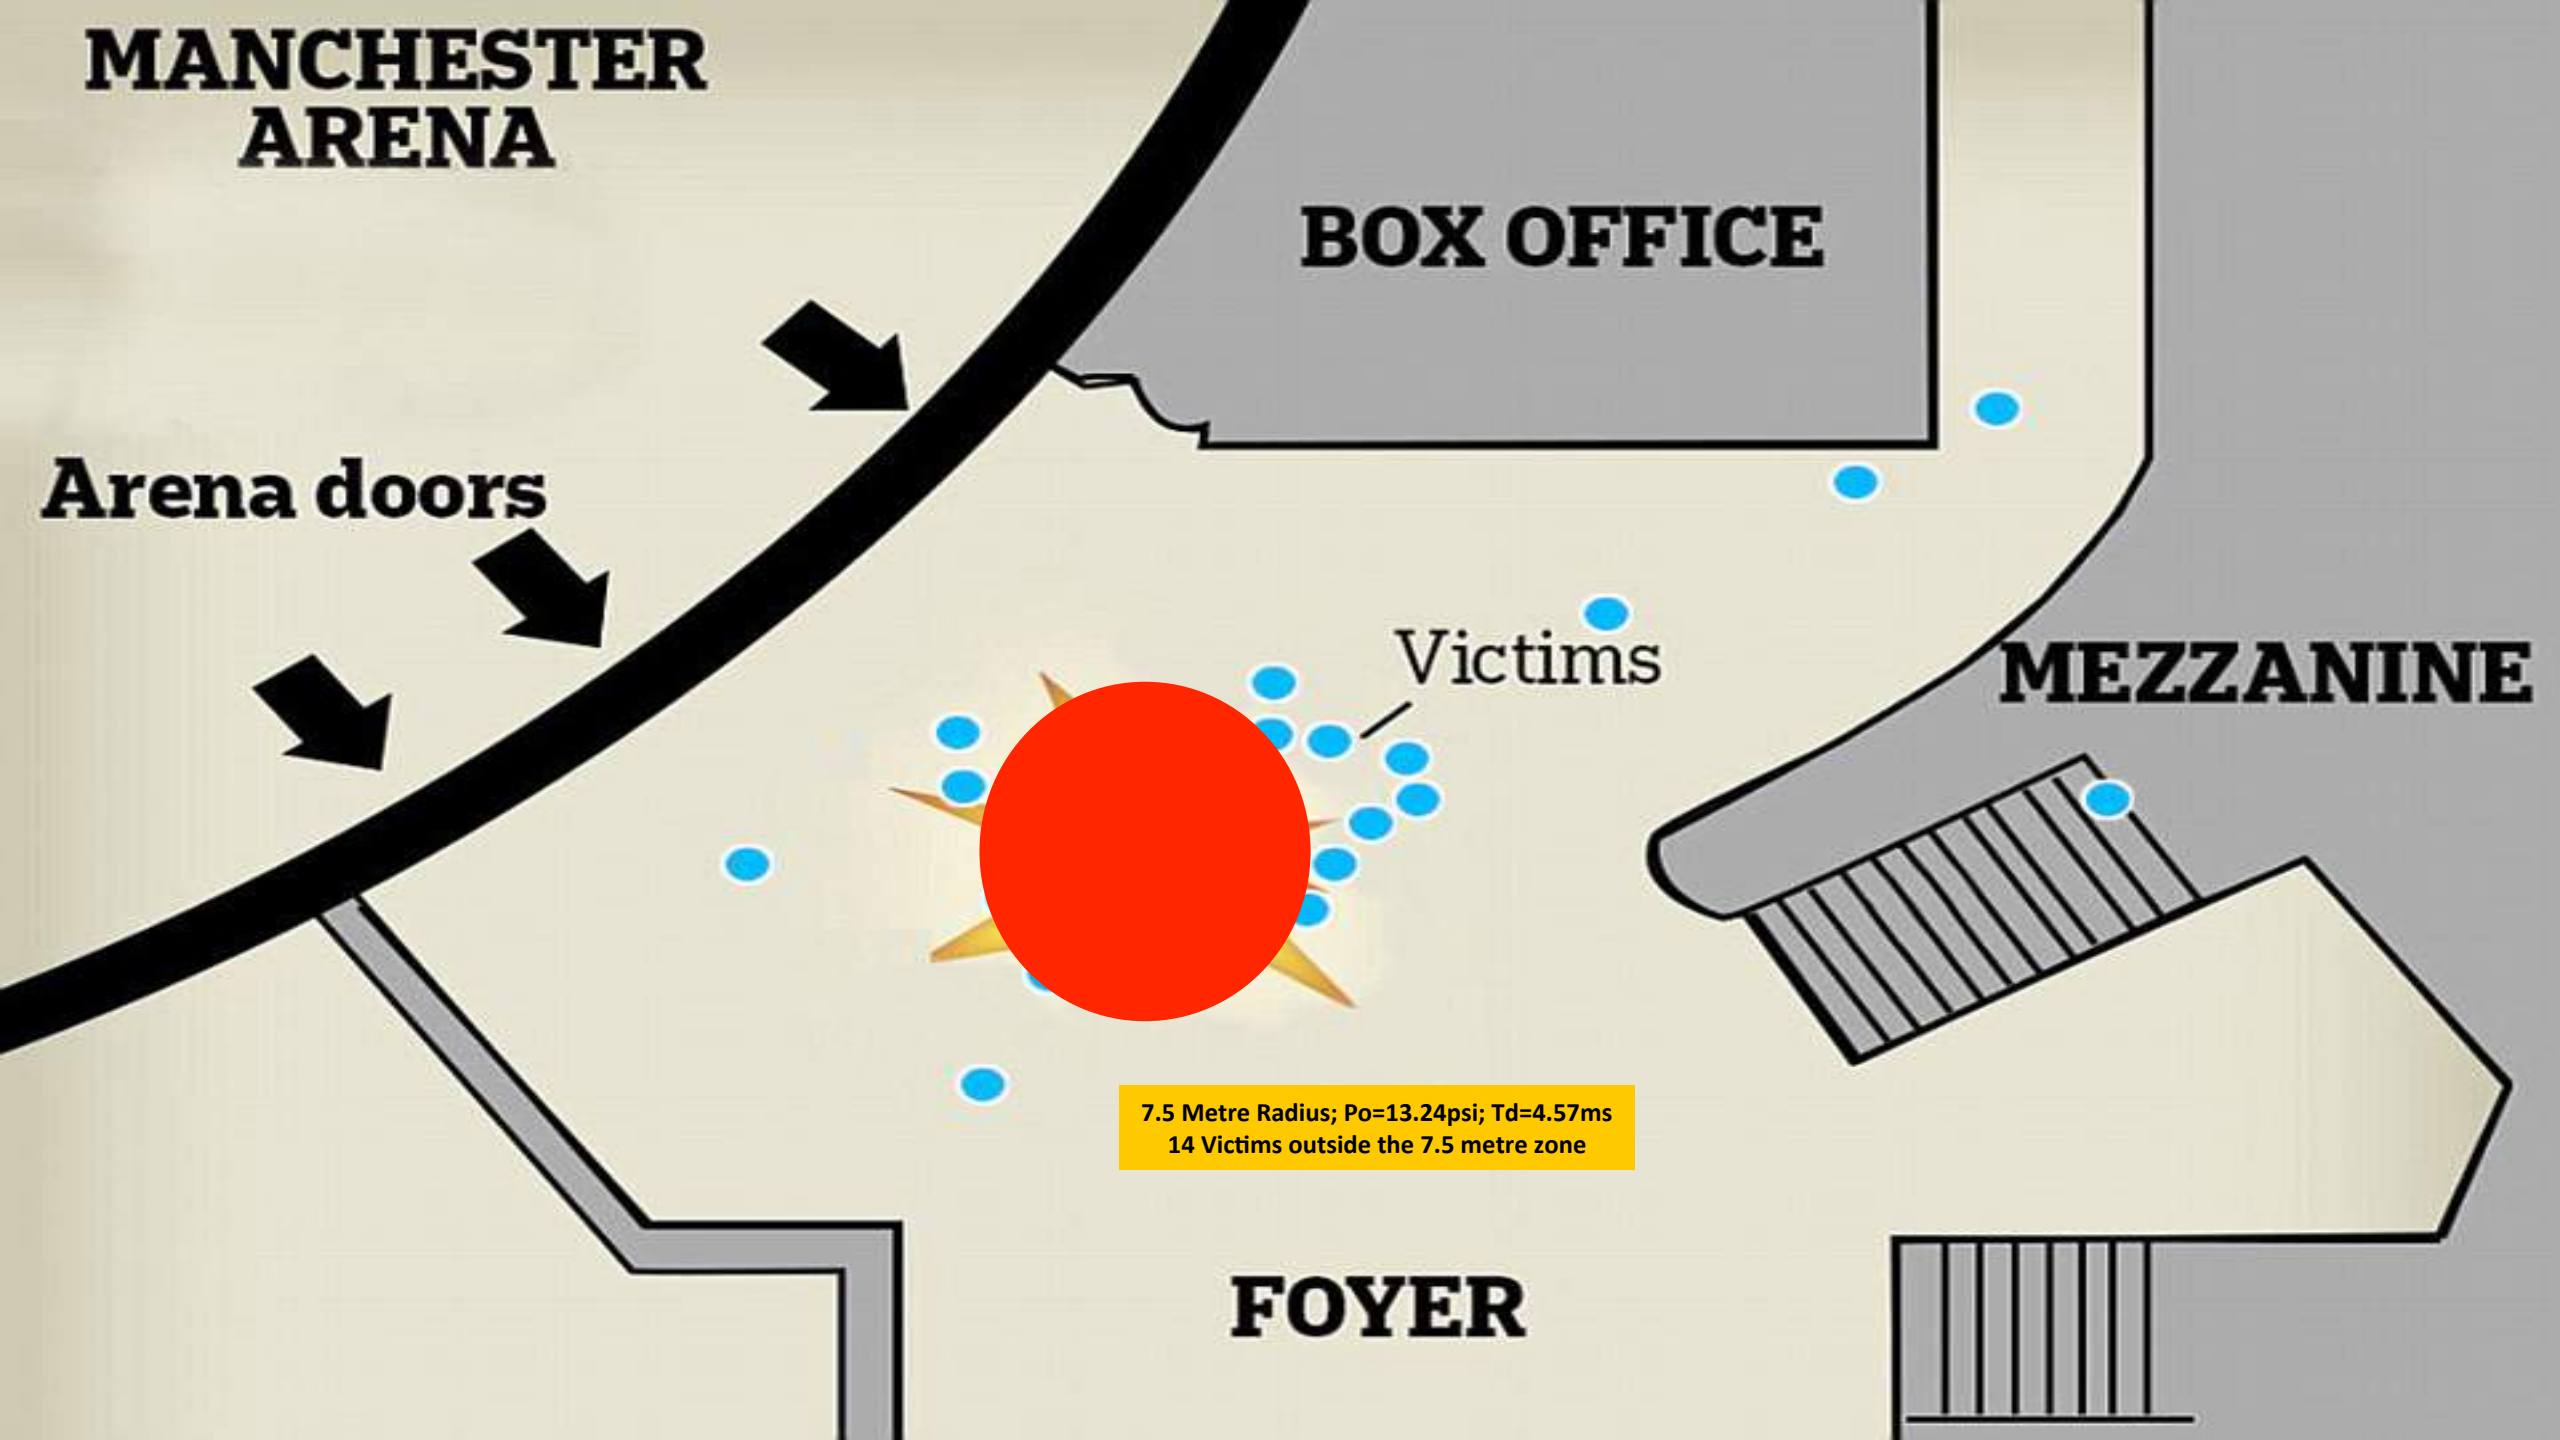 MANCHESTER
ARENA
BOX OFFICE
Arena doors
Victims
MEZZANINE
7.5 Metre Radius; Po=13.24psi; Td=4.57ms
14 Victims outside the 7.5 metre zone
FOYER